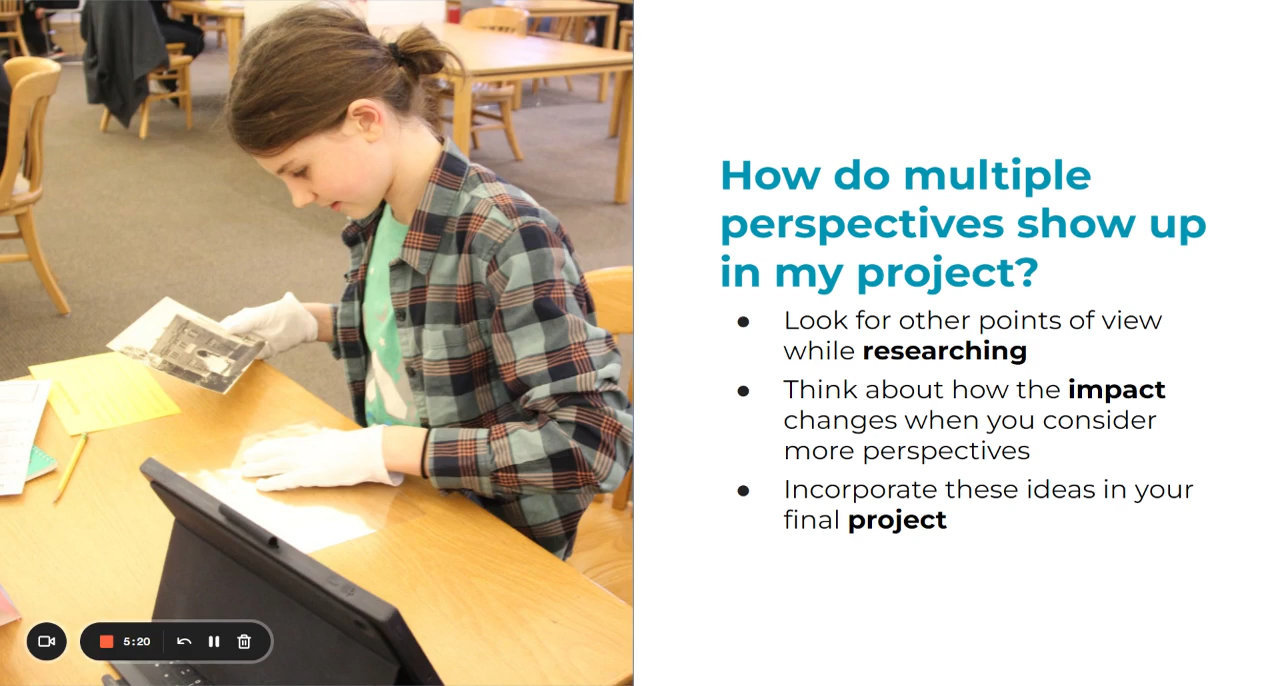 How do multiple
perspectives show up
in my project?
● Look for other points of view
while researching
● Think about how the impact
changes when you consider
more perspectives
● Incorporate these ideas in your
final project
5:20